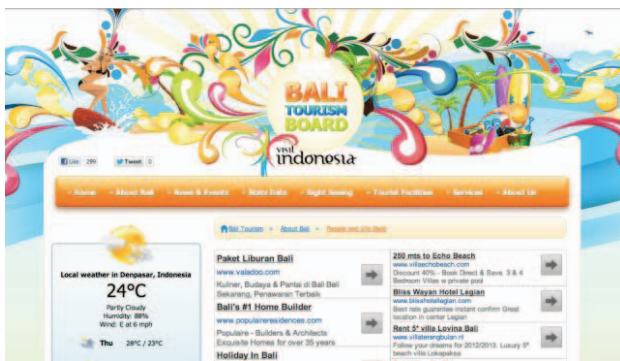 BALI
TOURISM
BOARD
visit
indonesia
Like 299 Tweet 0
Home About Bali News & Events Stats Data Sight Seeing Tourist Facilities Services About Us
Bali Tourism » About Bali »
Local weather in Denpasar, Indonesia
24°C
Partly Cloudy
Humidity: 88%
Wind: E at 6 mph
Thu 28°C / 23°C
Paket Liburan Bali
www.valadoo.com
Kuliner, Budaya & Pantai di Bali Beli
Sekarang, Penawaran Terbaik
Bali's #1 Home Builder
www.populaireresidences.com
Populaire - Builders & Architects
Exquisite Homes for over 35 years
Holiday In Bali
250 mts to Echo Beach
www.villaechobeach.com
Discount 40% - Book Direct & Save 3 & 4
Bedroom Villas w private pool
Bliss Wayan Hotel Legian
www.blisshotellegian.com
Best rate guarantee instant confirm Great
location in center Legian
Rent 5* villa Lovina Bali
www.villaterangbulan.nl
Follow your dreams for 2012/2013. Luxury 5*
beach villa Lokapaksa